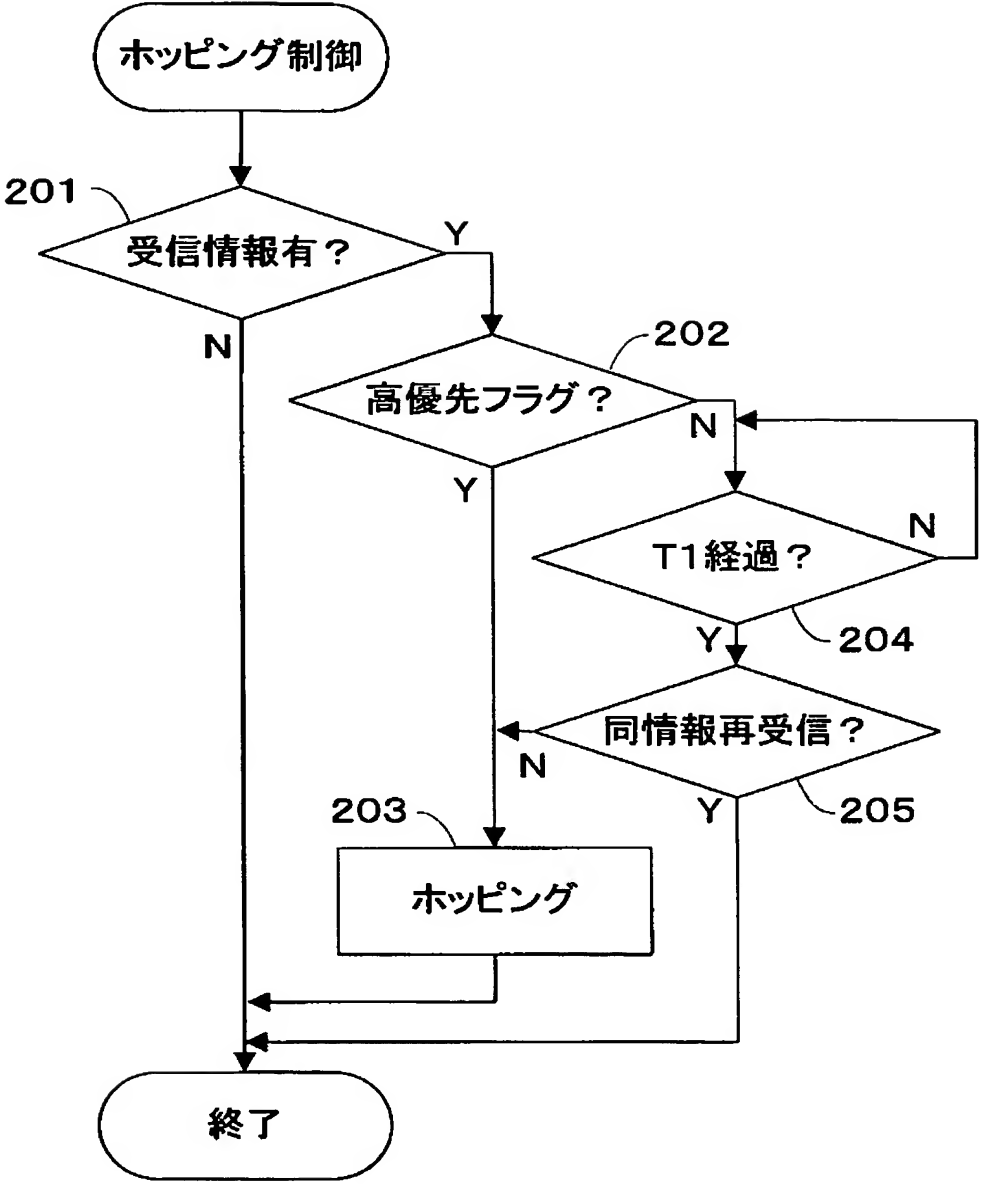 ホッピング制御
201
受信情報有?
Y
N
202
高優先フラグ?
N
Y
T1経過?
N
204
Y
同情報再受信?
N
205
Y
203
ホッピング
終了